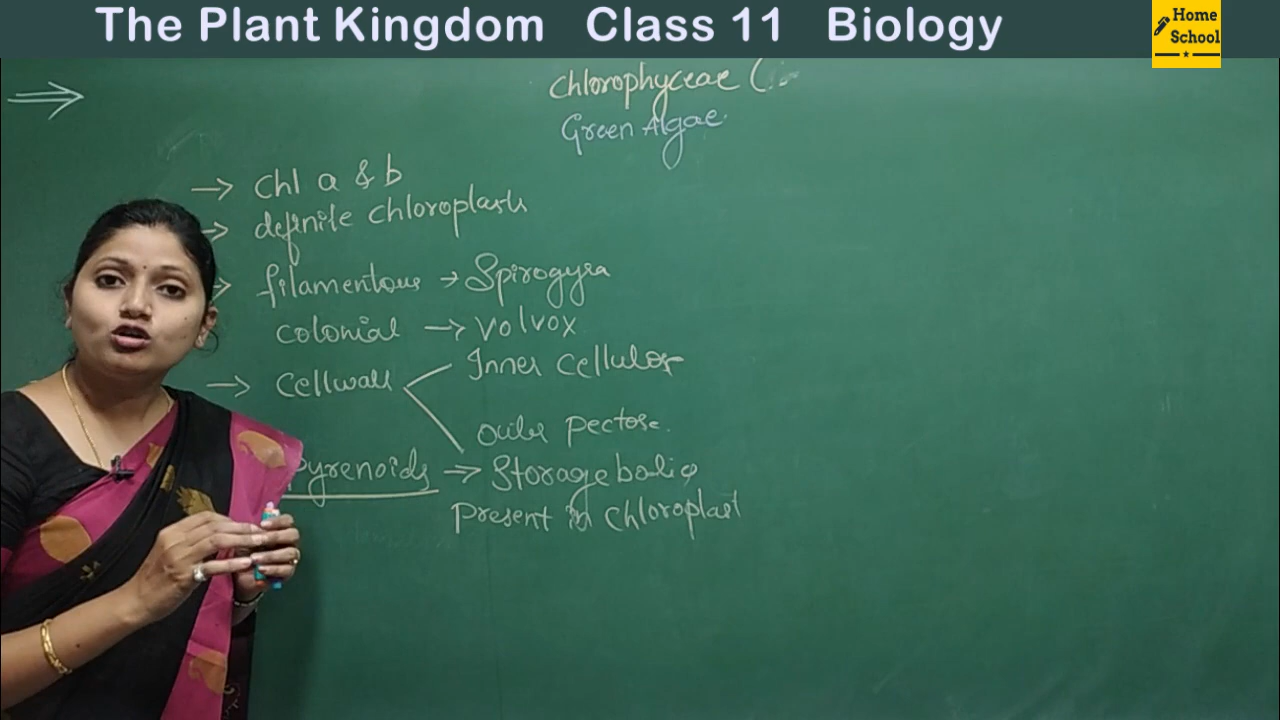 The Plant Kingdom Class 11 Biology
Home
School
Chlorophyceae (
Green Algae
→ Chl a & b
→ definite chloroplasts
→ filamentous → Spirogyra
colonial → Volvox
→ Cellwall
Inner Cellulose
Outer pectose.
Pyrenoids → Storage bodies
Present in Chloroplast